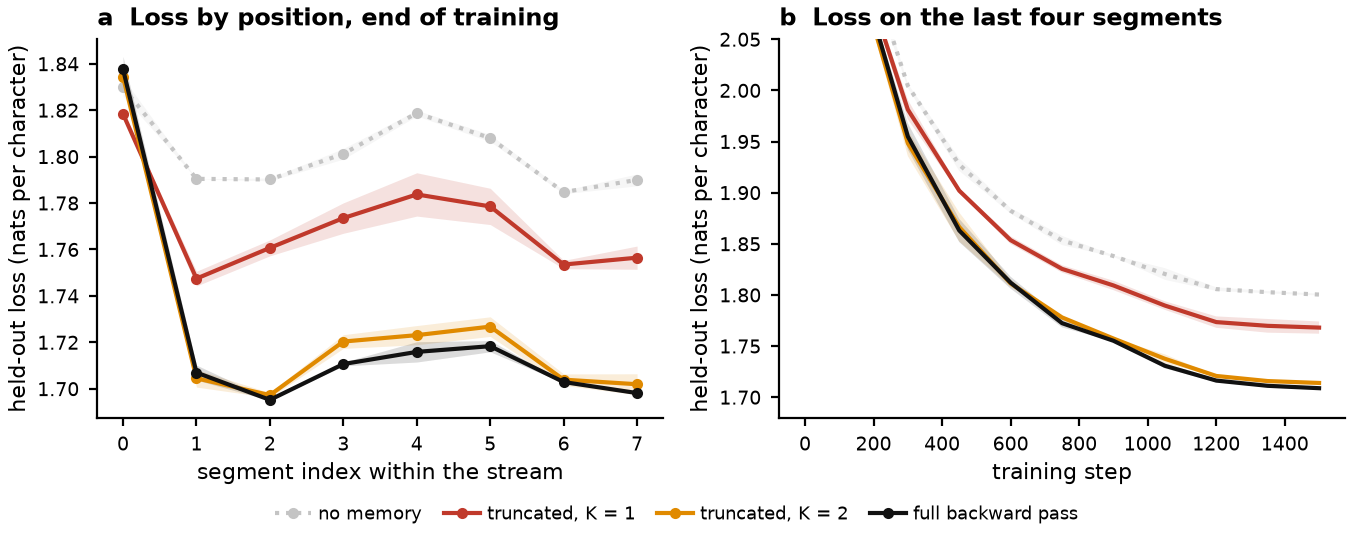 a Loss by position, end of training
held-out loss (nats per character)
1.84
1.82
1.80
1.78
1.76
1.74
1.72
1.70
0 1 2 3 4 5 6 7
segment index within the stream
b Loss on the last four segments
held-out loss (nats per character)
2.05
2.00
1.95
1.90
1.85
1.80
1.75
1.70
0 200 400 600 800 1000 1200 1400
training step
no memory truncated, K = 1 truncated, K = 2 full backward pass